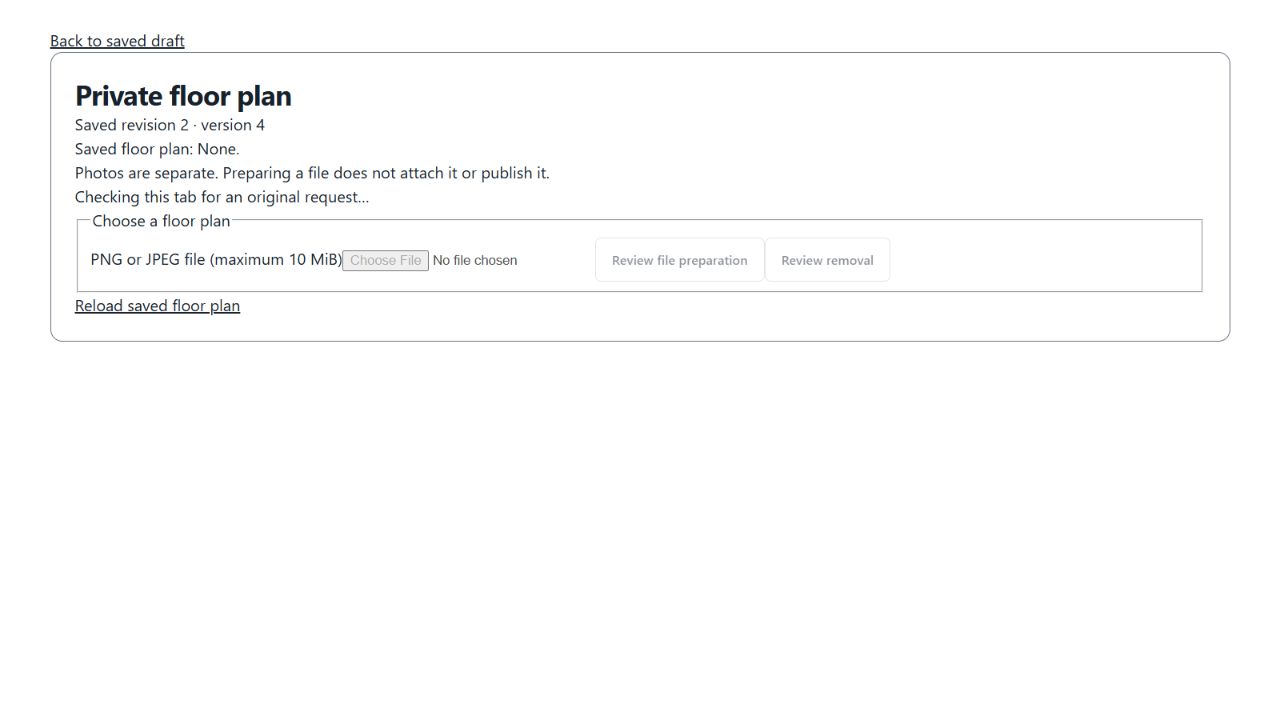 Back to saved draft
Private floor plan
Saved revision 2 · version 4
Saved floor plan: None.
Photos are separate. Preparing a file does not attach it or publish it.
Checking this tab for an original request…
Choose a floor plan
PNG or JPEG file (maximum 10 MiB) Choose File No file chosen Review file preparation Review removal
Reload saved floor plan